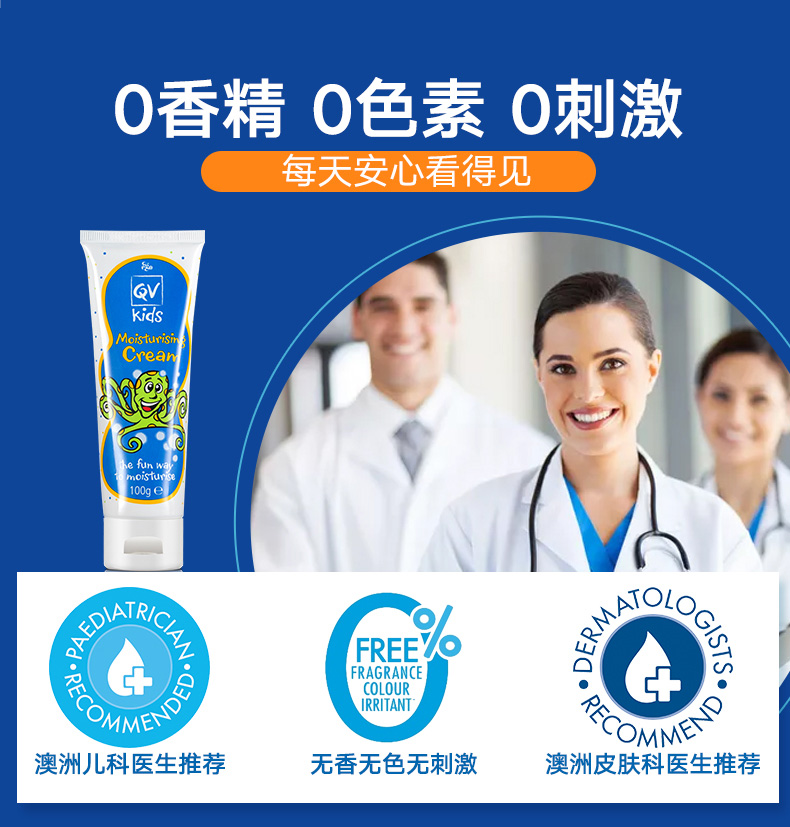 0香精 0色素 0刺激
每天安心看得见
ego
QV
kids
Moisturising
Cream
the fun way
to moisturise
100g ℮
PAEDIATRICIAN
RECOMMENDED
0%
FREE
FRAGRANCE
COLOUR
IRRITANT
DERMATOLOGISTS
RECOMMEND
澳洲儿科医生推荐
无香无色无刺激
澳洲皮肤科医生推荐